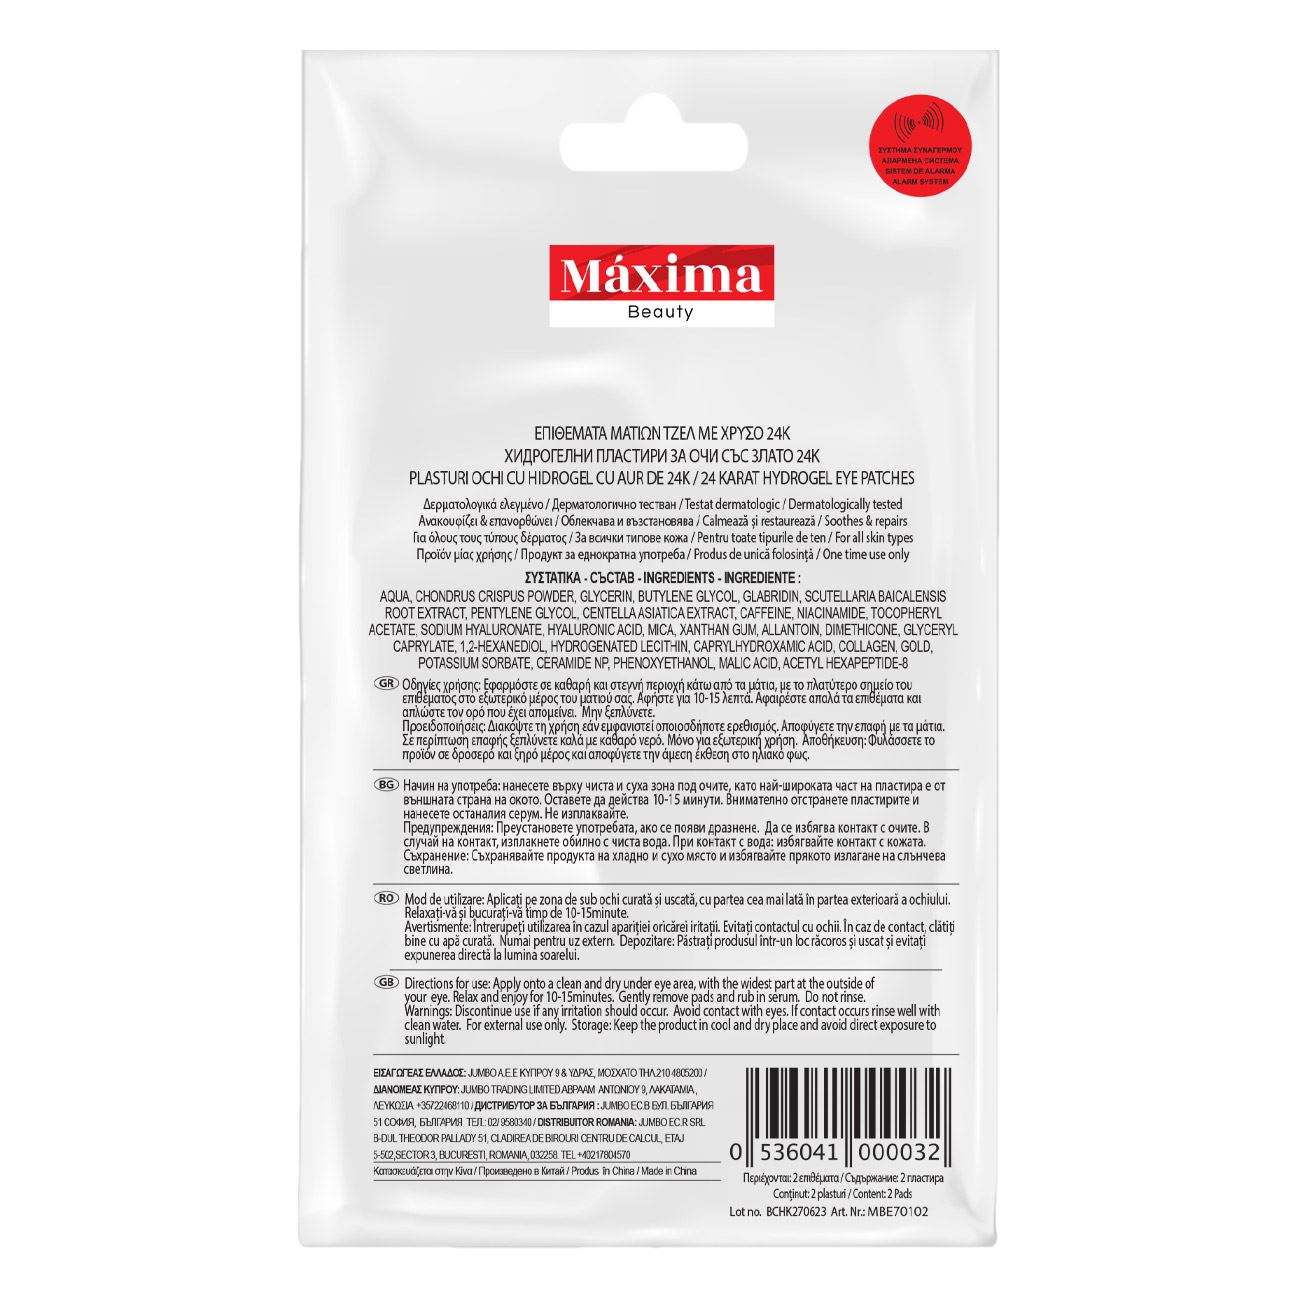 ΣΥΣΤΗΜΑ ΣΥΝΑΓΕΡΜΟΥ
АЛАРМЕНА СИСТЕМА
SISTEM DE ALARMA
ALARM SYSTEM
Máxima
Beauty
ΕΠΙΘΕΜΑΤΑ ΜΑΤΙΩΝ ΤΖΕΛ ΜΕ ΧΡΥΣΟ 24K
ХИДРОГЕЛНИ ПЛАСТИРИ ЗА ОЧИ СЪС ЗЛАТО 24K
PLASTURI OCHI CU HIDROGEL CU AUR DE 24K / 24 KARAT HYDROGEL EYE PATCHES
Δερματολογικά ελεγμένο / Дерматологично тестван / Testat dermatologic / Dermatologically tested
Ανακουφίζει & επανορθώνει / Облекчава и възстановява / Calmează și restaurează / Soothes & repairs
Για όλους τους τύπους δέρματος / За всички типове кожа / Pentru toate tipurile de ten / For all skin types
Προϊόν μίας χρήσης / Продукт за еднократна употреба / Produs de unică folosință / One time use only
ΣΥΣΤΑΤΙΚΑ - СЪСТАВ - INGREDIENTS - INGREDIENTE :
AQUA, CHONDRUS CRISPUS POWDER, GLYCERIN, BUTYLENE GLYCOL, GLABRIDIN, SCUTELLARIA BAICALENSIS
ROOT EXTRACT, PENTYLENE GLYCOL, CENTELLA ASIATICA EXTRACT, CAFFEINE, NIACINAMIDE, TOCOPHERYL
ACETATE, SODIUM HYALURONATE, HYALURONIC ACID, MICA, XANTHAN GUM, ALLANTOIN, DIMETHICONE, GLYCERYL
CAPRYLATE, 1,2-HEXANEDIOL, HYDROGENATED LECITHIN, CAPRYLHYDROXAMIC ACID, COLLAGEN, GOLD,
POTASSIUM SORBATE, CERAMIDE NP, PHENOXYETHANOL, MALIC ACID, ACETYL HEXAPEPTIDE-8
GR Οδηγίες χρήσης: Εφαρμόστε σε καθαρή και στεγνή περιοχή κάτω από τα μάτια, με το πλατύτερο σημείο του
επιθέματος στο εξωτερικό μέρος του ματιού σας. Αφήστε για 10-15 λεπτά. Αφαιρέστε απαλά τα επιθέματα και
απλώστε τον ορό που έχει απομείνει. Μην ξεπλύνετε.
Προειδοποιήσεις: Διακόψτε τη χρήση εάν εμφανιστεί οποιοσδήποτε ερεθισμός. Αποφύγετε την επαφή με τα μάτια.
Σε περίπτωση επαφής ξεπλύνετε καλά με καθαρό νερό. Μόνο για εξωτερική χρήση. Αποθήκευση: Φυλάσσετε το
προϊόν σε δροσερό και ξηρό μέρος και αποφύγετε την άμεση έκθεση στο ηλιακό φως.
BG Начин на употреба: нанесете върху чиста и суха зона под очите, като най-широката част на пластира е от
външната страна на окото. Оставете да действа 10-15 минути. Внимателно отстранете пластирите и
нанесете останалия серум. Не изплаквайте.
Предупреждения: Преустановете употребата, ако се появи дразнене. Да се избягва контакт с очите. В
случай на контакт, изплакнете обилно с чиста вода. При контакт с вода: избягвайте контакт с кожата.
Съхранение: Съхранявайте продукта на хладно и сухо място и избягвайте прякото излагане на слънчева
светлина.
RO Mod de utilizare: Aplicați pe zona de sub ochi curată și uscată, cu partea cea mai lată în partea exterioară a ochiului.
Relaxați-vă și bucurați-vă timp de 10-15minute.
Avertismente: Întrerupeți utilizarea în cazul apariției oricărei iritații. Evitați contactul cu ochii. În caz de contact, clătiți
bine cu apă curată. Numai pentru uz extern. Depozitare: Păstrați produsul într-un loc răcoros și uscat și evitați
expunerea directă la lumina soarelui.
GB Directions for use: Apply onto a clean and dry under eye area, with the widest part at the outside of
your eye. Relax and enjoy for 10-15minutes. Gently remove pads and rub in serum. Do not rinse.
Warnings: Discontinue use if any irritation should occur. Avoid contact with eyes. If contact occurs rinse well with
clean water. For external use only. Storage: Keep the product in cool and dry place and avoid direct exposure to
sunlight.
ΕΙΣΑΓΩΓΕΑΣ ΕΛΛΑΔΟΣ: JUMBO A.E.E ΚΥΠΡΟΥ 9 & ΥΔΡΑΣ, ΜΟΣΧΑΤΟ ΤΗΛ.210 4805200 /
ΔΙΑΝΟΜΕΑΣ ΚΥΠΡΟΥ: JUMBO TRADING LIMITED ΑΒΡΑΑΜ ΑΝΤΩΝΙΟΥ 9, ΛΑΚΑΤΑΜΙΑ ,
ΛΕΥΚΩΣΙΑ +35722468110 / ДИСТРИБУТОР ЗА БЪЛГАРИЯ : JUMBO EC.B БУЛ. БЪЛГАРИЯ
51 СОФИЯ, БЪЛГАРИЯ ТЕЛ.: 02/ 9580340 / DISTRIBUITOR ROMANIA: JUMBO EC.R SRL
B-DUL THEODOR PALLADY 51, CLADIREA DE BIROURI CENTRU DE CALCUL, ETAJ
5-502,SECTOR 3, BUCURESTI, ROMANIA, 032258. TEL +40217804570
Κατασκευάζεται στην Κίνα / Произведено в Китай / Produs în China / Made in China
0 536041 000032
Περιέχονται: 2 επιθέματα / Съдържание: 2 пластира
Conținut: 2 plasturi / Content: 2 Pads
Lot no. BCHK270623 Art. Nr.: MBE70102